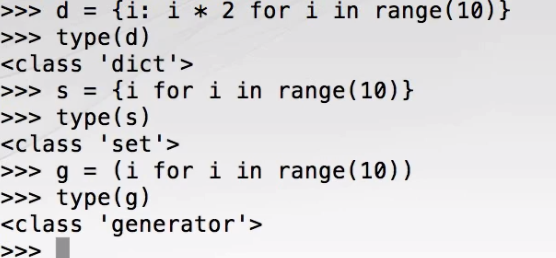 >>> d = {i: i * 2 for i in range(10)}
>>> type(d)
<class 'dict'>
>>> s = {i for i in range(10)}
>>> type(s)
<class 'set'>
>>> g = (i for i in range(10))
>>> type(g)
<class 'generator'>
>>>